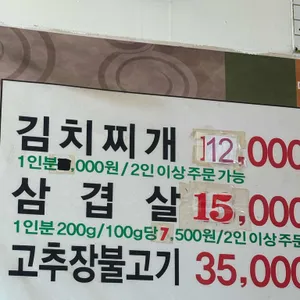 김치찌개 112,000
1인분 ,000원/2인 이상 주문 가능
삼겹살 15,000
1인분 200g/100g당 7,500원/2인 이상 주문
고추장불고기 35,000